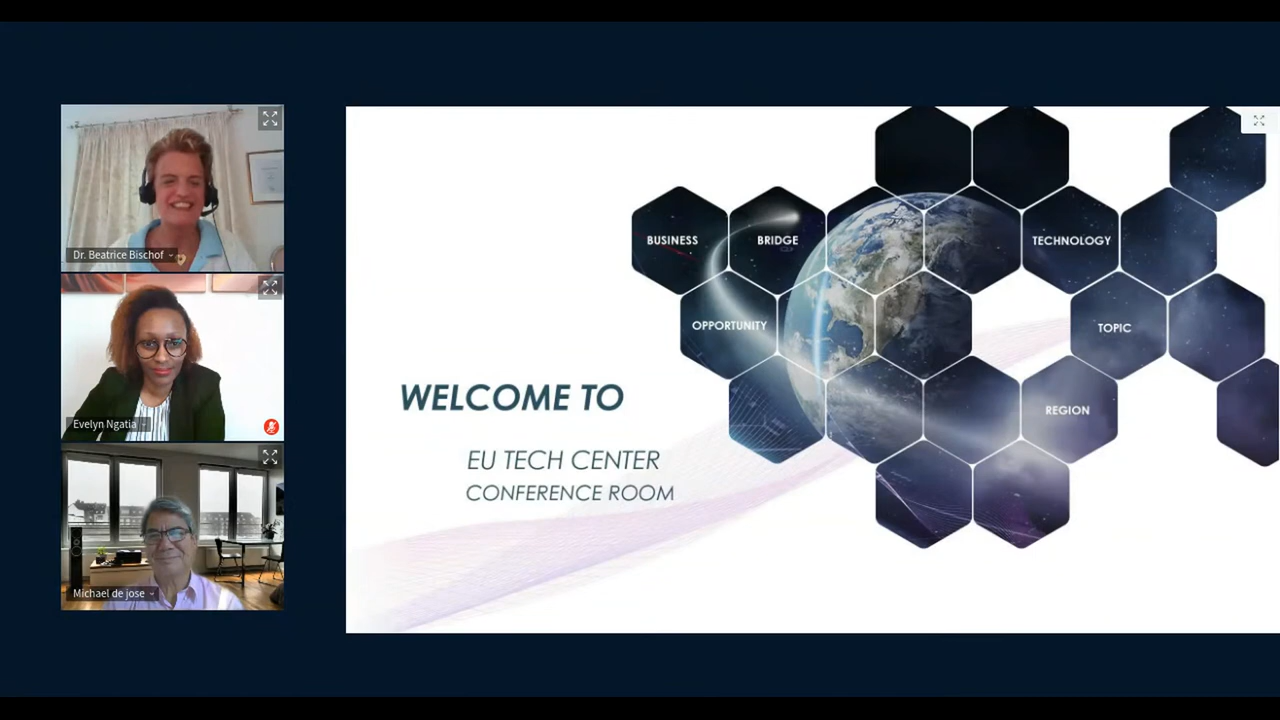 Dr. Beatrice Bischof
Evelyn Ngatia
Michael de jose
WELCOME TO
EU TECH CENTER
CONFERENCE ROOM
BUSINESS
BRIDGE
TECHNOLOGY
OPPORTUNITY
TOPIC
REGION